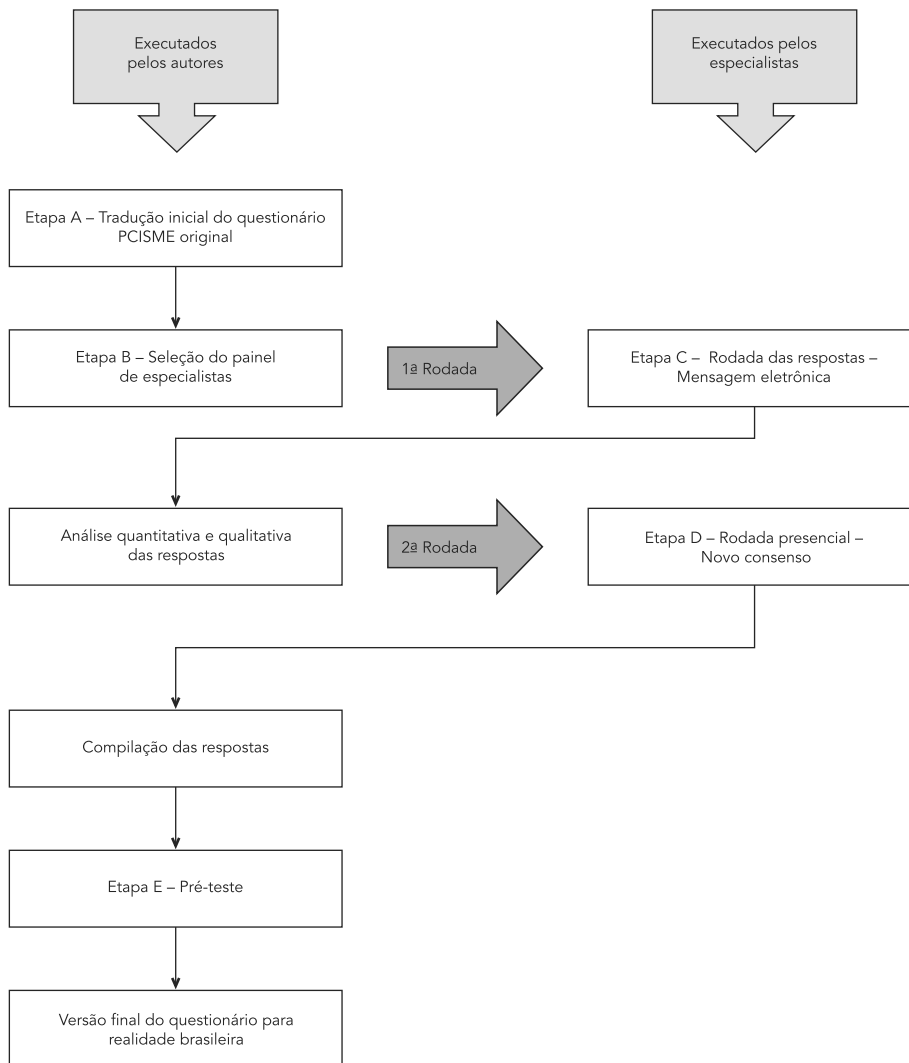 Executados
pelos autores
Executados pelos
especialistas
Etapa A – Tradução inicial do questionário
PCISME original
Etapa B – Seleção do painel
de especialistas
1ª Rodada
Etapa C – Rodada das respostas –
Mensagem eletrônica
Análise quantitativa e qualitativa
das respostas
2ª Rodada
Etapa D – Rodada presencial –
Novo consenso
Compilação das respostas
Etapa E – Pré-teste
Versão final do questionário para
realidade brasileira